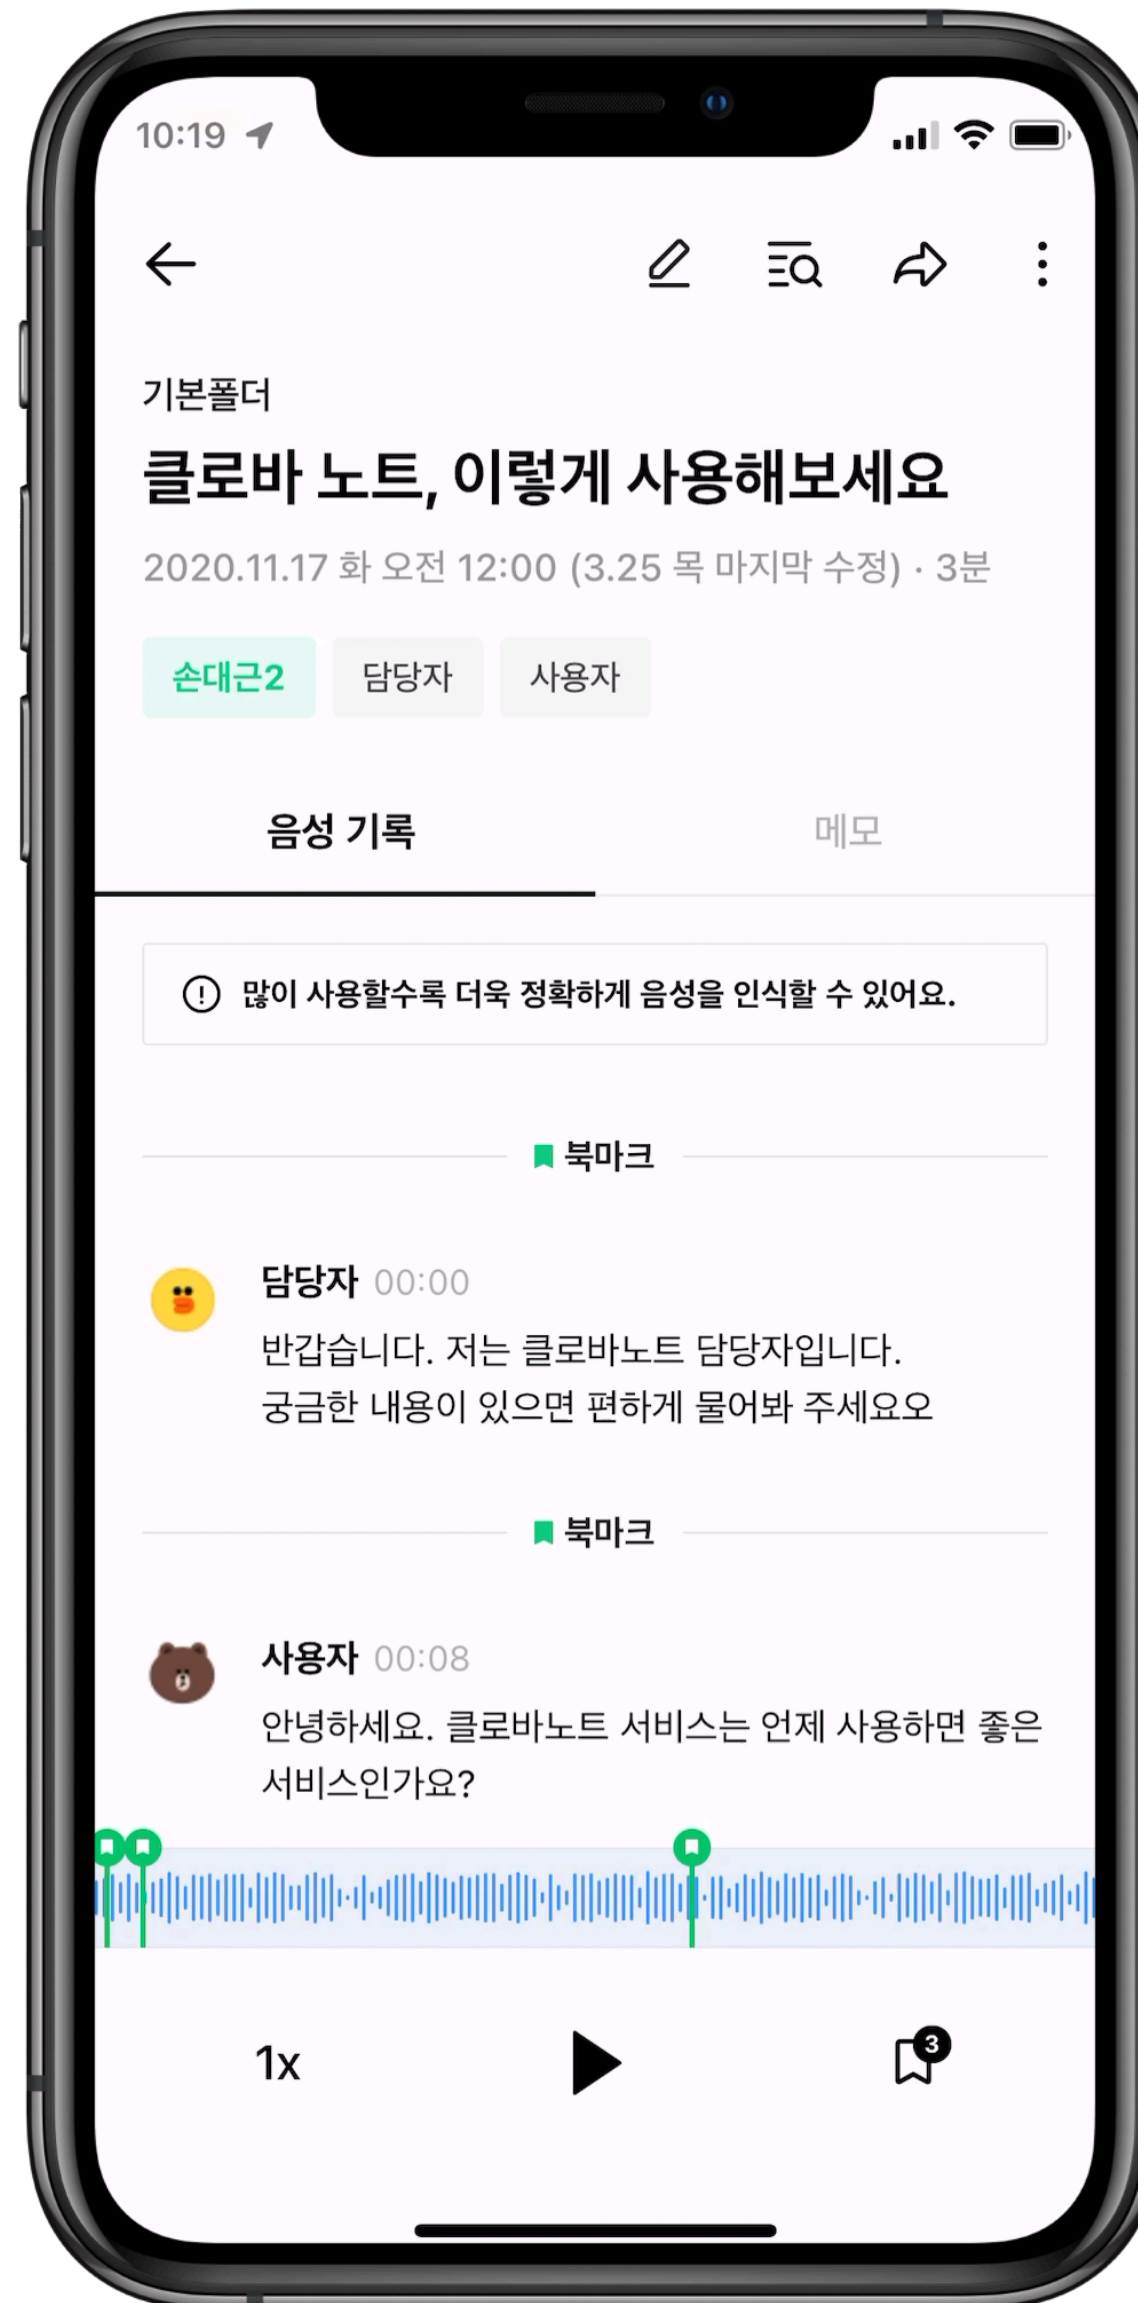 10:19
기본폴더
클로바 노트, 이렇게 사용해보세요
2020.11.17 화 오전 12:00 (3.25 목 마지막 수정) · 3분
손대근2 담당자 사용자
음성 기록 메모
많이 사용할수록 더욱 정확하게 음성을 인식할 수 있어요.
북마크
담당자 00:00
반갑습니다. 저는 클로바노트 담당자입니다.
궁금한 내용이 있으면 편하게 물어봐 주세요오
북마크
사용자 00:08
안녕하세요. 클로바노트 서비스는 언제 사용하면 좋은
서비스인가요?
1x 3